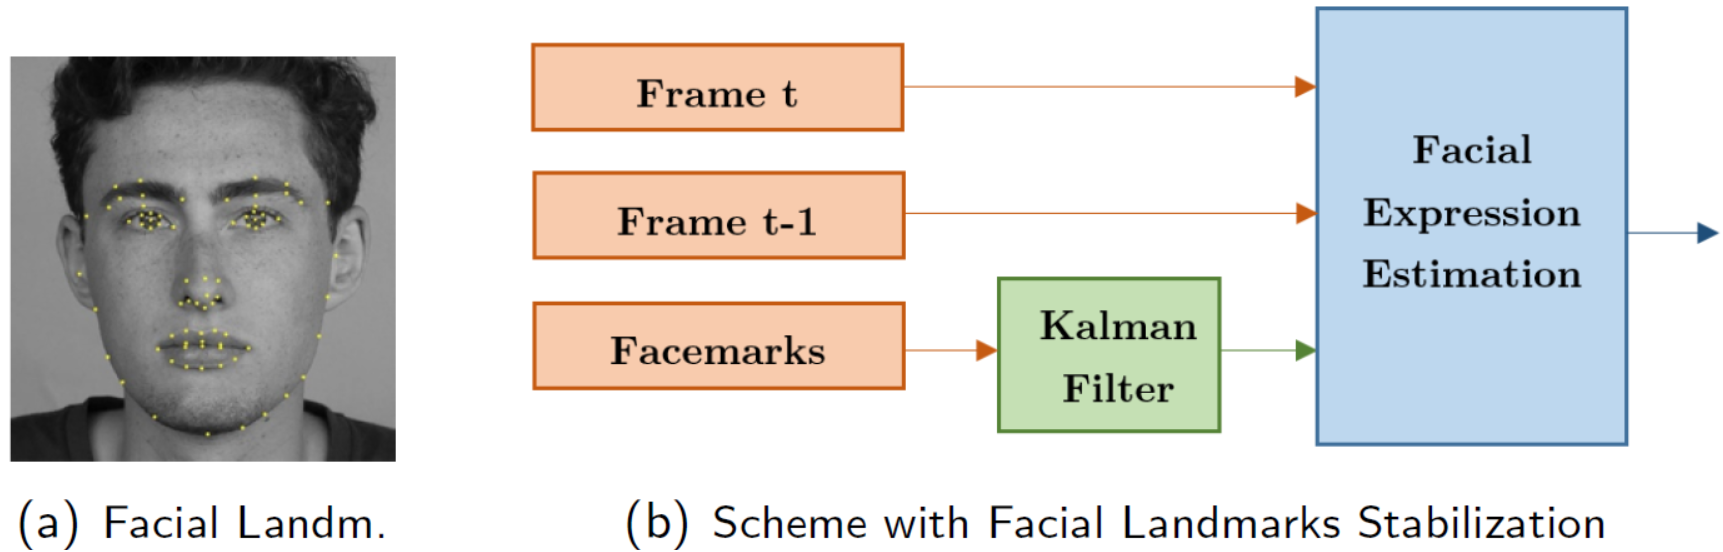 Frame t
Frame t-1
Facemarks
Kalman
Filter
Facial
Expression
Estimation
(a) Facial Landm.
(b) Scheme with Facial Landmarks Stabilization